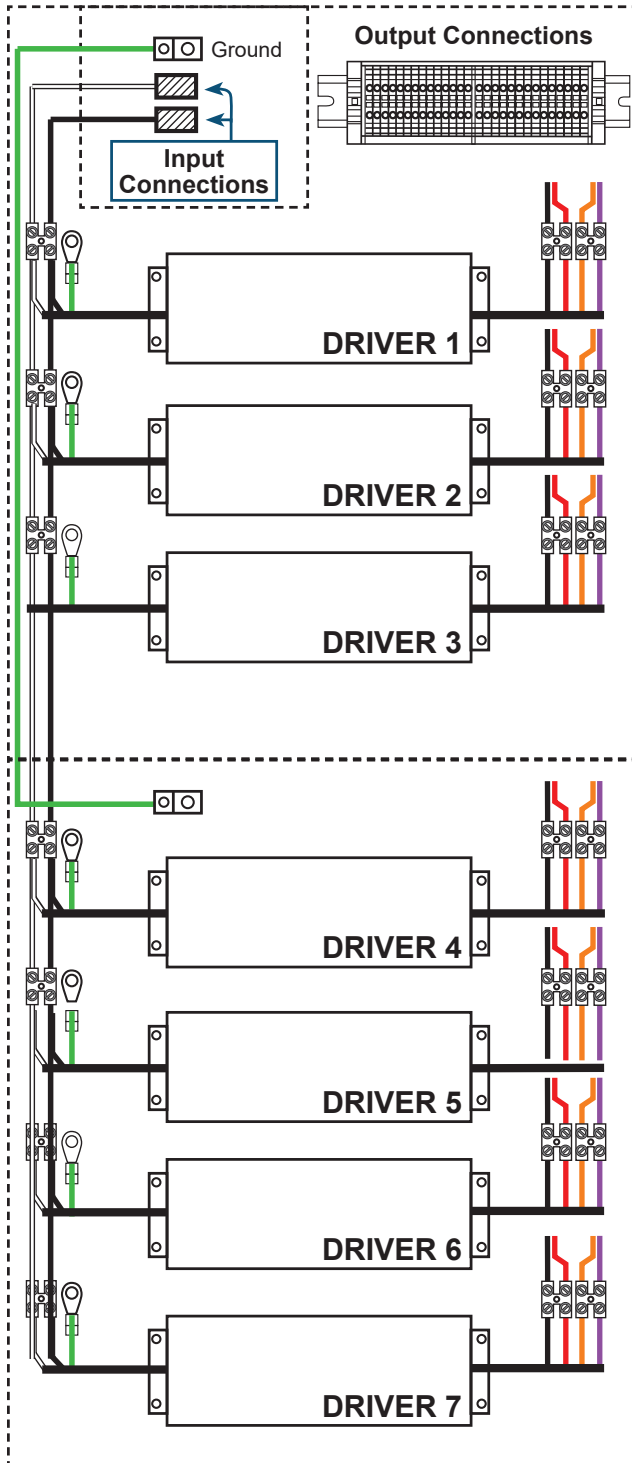 Ground
Output Connections
Input
Connections
DRIVER 1
DRIVER 2
DRIVER 3
DRIVER 4
DRIVER 5
DRIVER 6
DRIVER 7